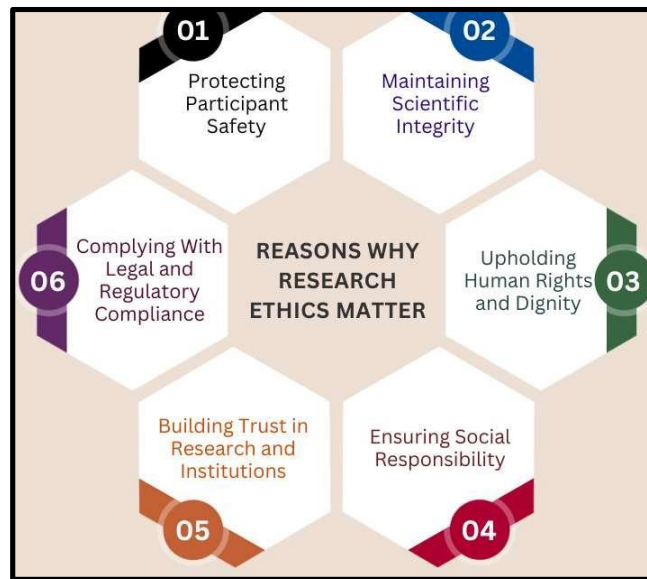 REASONS WHY
RESEARCH
ETHICS MATTER
01
Protecting
Participant
Safety
02
Maintaining
Scientific
Integrity
03
Upholding
Human Rights
and Dignity
04
Ensuring Social
Responsibility
05
Building Trust in
Research and
Institutions
06
Complying With
Legal and
Regulatory
Compliance